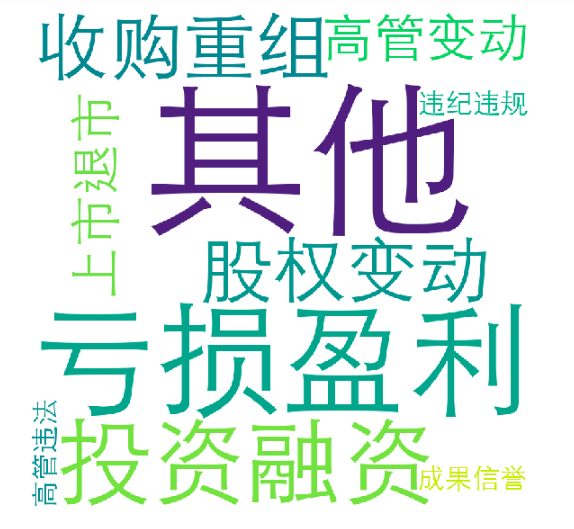 收购重组
高管变动
违纪违规
其他
上市退市
股权变动
亏损盈利
高管违法
投资融资
成果信誉